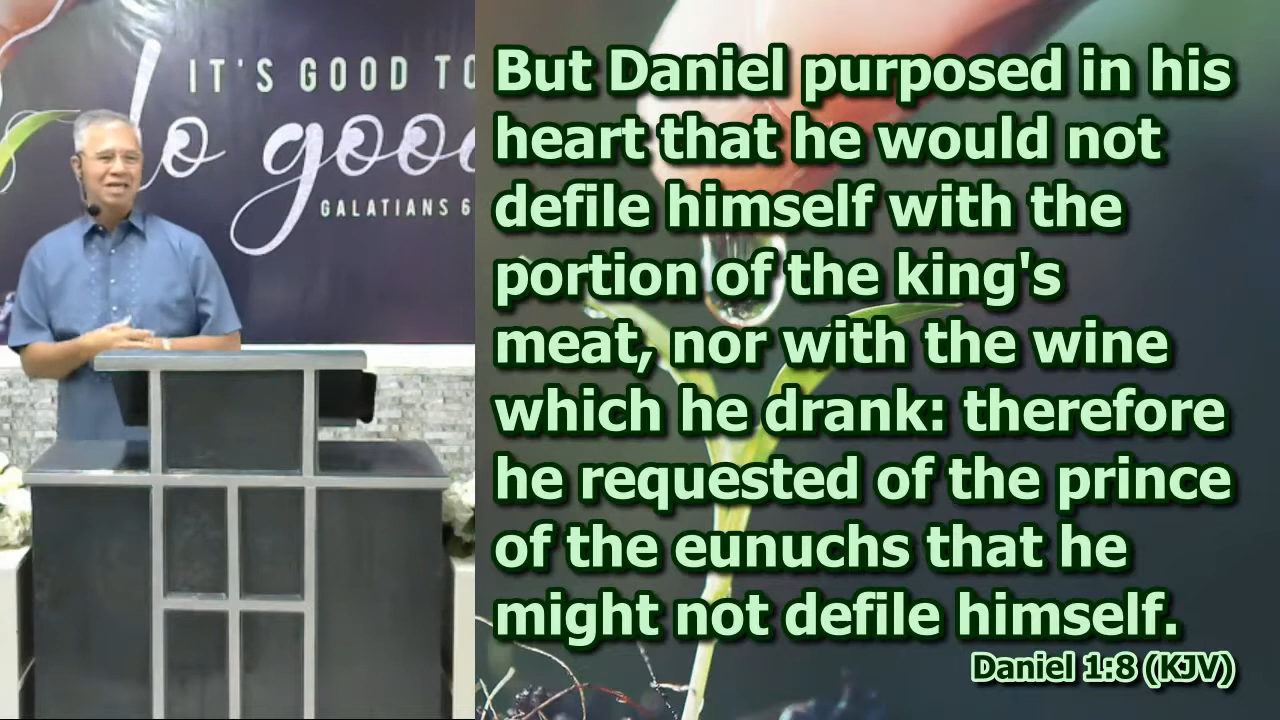 IT'S GOOD TO
do good
GALATIANS 6
But Daniel purposed in his
heart that he would not
defile himself with the
portion of the king's
meat, nor with the wine
which he drank: therefore
he requested of the prince
of the eunuchs that he
might not defile himself.
Daniel 1:8 (KJV)